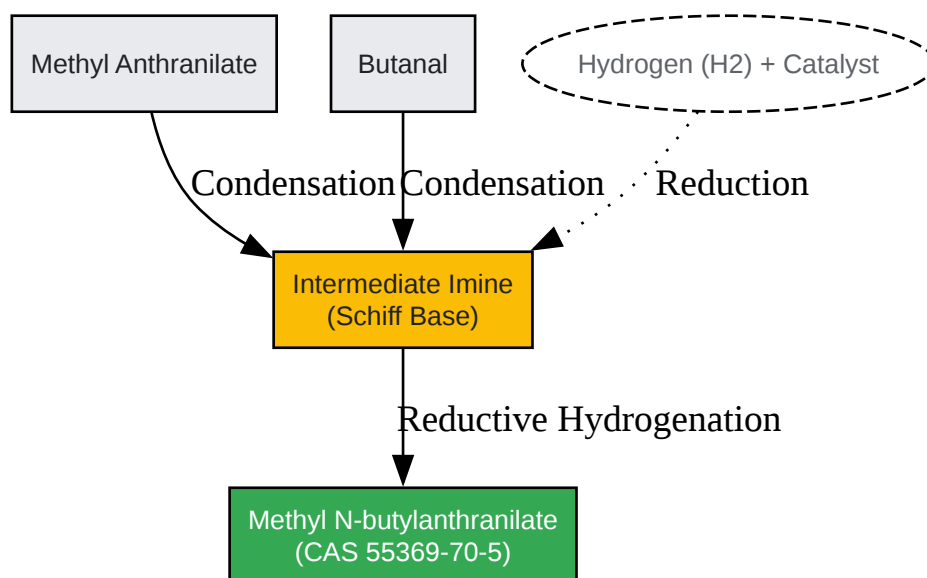 Methyl Anthranilate
Butanal
Hydrogen (H2) + Catalyst
Condensation
Condensation
Reduction
Intermediate Imine
(Schiff Base)
Reductive Hydrogenation
Methyl N-butylanthranilate
(CAS 55369-70-5)